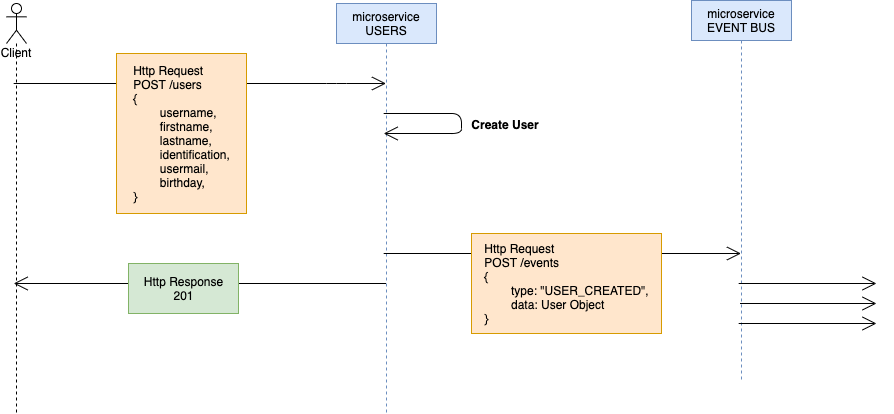 microservice
USERS
microservice
EVENT BUS
Client
Http Request
POST /users
{
username,
firstname,
lastname,
identification,
usermail,
birthday,
}
Create User
Http Request
POST /events
{
type: "USER_CREATED",
data: User Object
}
Http Response
201